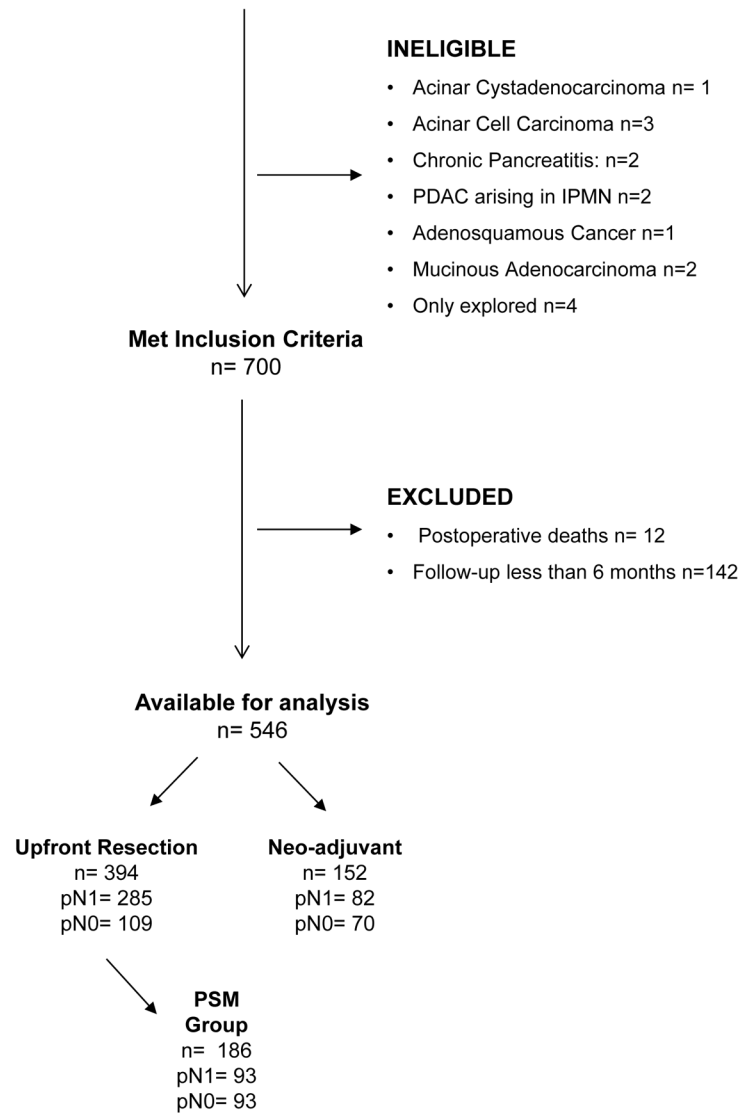 INELIGIBLE
• Acinar Cystadenocarcinoma n= 1
• Acinar Cell Carcinoma n=3
• Chronic Pancreatitis: n=2
• PDAC arising in IPMN n=2
• Adenosquamous Cancer n=1
• Mucinous Adenocarcinoma n=2
• Only explored n=4
Met Inclusion Criteria
n= 700
EXCLUDED
• Postoperative deaths n= 12
• Follow-up less than 6 months n=142
Available for analysis
n= 546
Upfront Resection
n= 394
pN1= 285
pN0= 109
Neo-adjuvant
n= 152
pN1= 82
pN0= 70
PSM
Group
n= 186
pN1= 93
pN0= 93